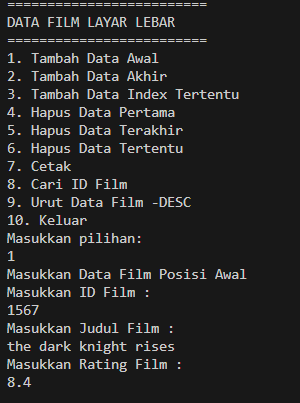 =========================
DATA FILM LAYAR LEBAR
=========================
1. Tambah Data Awal
2. Tambah Data Akhir
3. Tambah Data Index Tertentu
4. Hapus Data Pertama
5. Hapus Data Terakhir
6. Hapus Data Tertentu
7. Cetak
8. Cari ID Film
9. Urut Data Film -DESC
10. Keluar
Masukkan pilihan:
1
Masukkan Data Film Posisi Awal
Masukkan ID Film :
1567
Masukkan Judul Film :
the dark knight rises
Masukkan Rating Film :
8.4